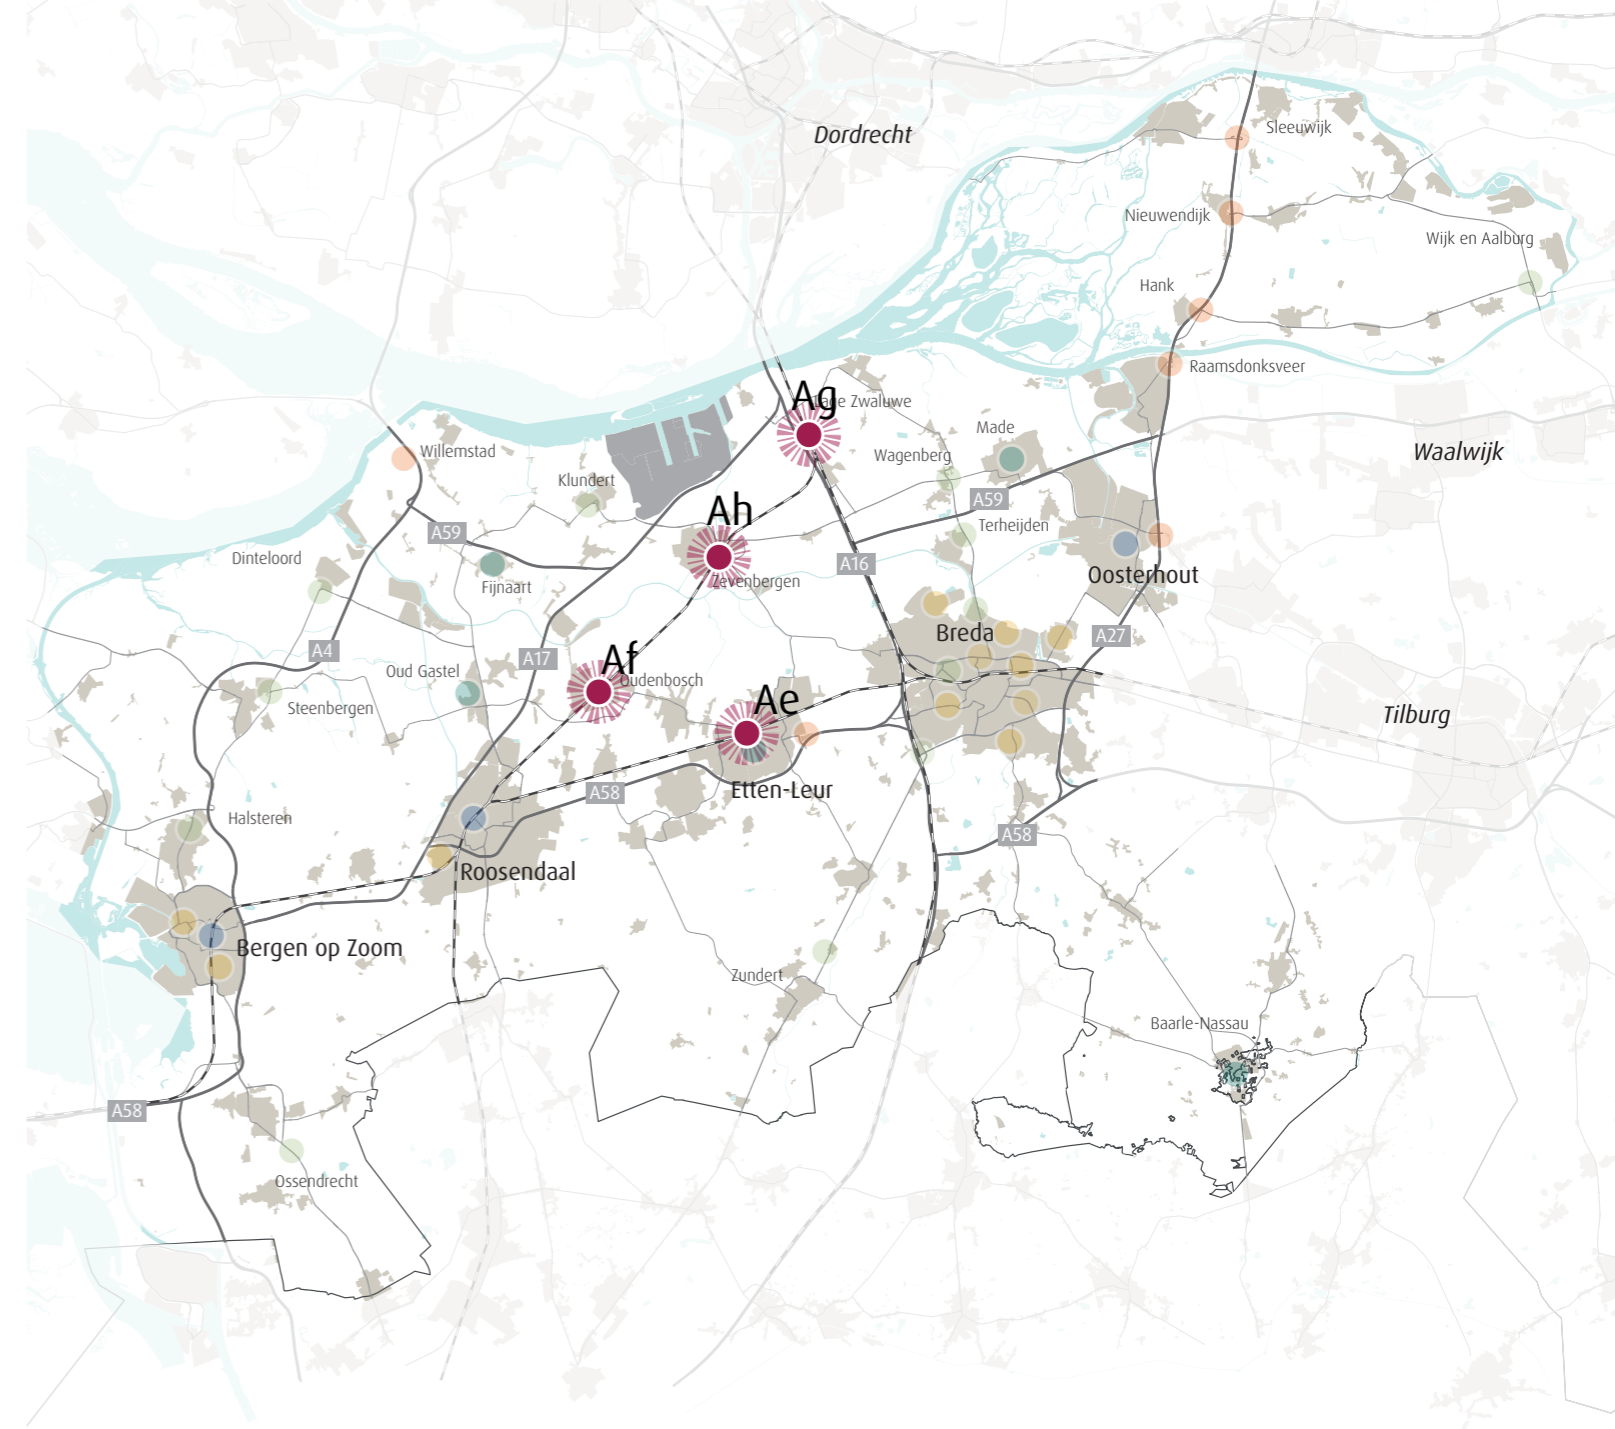 Dordrecht
Sleeuwijk
Nieuwendijk
Wijk en Aalburg
Hank
Raamsdonksveer
Ag
Lage Zwaluwe
Made
Willemstad
Wagenberg
Waalwijk
Klundert
A59
Ah
A59
Terheijden
Dinteloord
A16
Fijnaart
Zevenbergen
Oosterhout
Breda
A27
A4
A17
Af
Oud Gastel
Oudenbosch
Steenbergen
Ae
Tilburg
Etten-Leur
A58
Halsteren
A58
Roosendaal
Bergen op Zoom
Zundert
Baarle-Nassau
A58
Ossendrecht